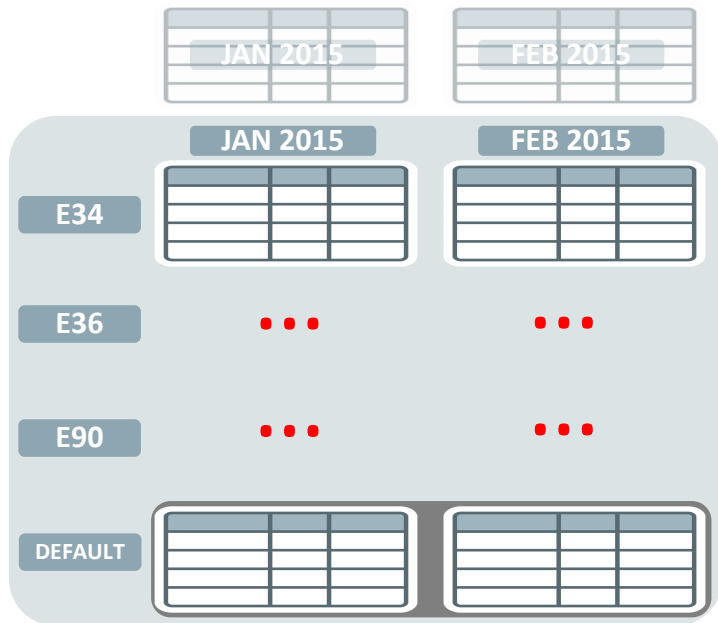 JAN 2015 FEB 2015
JAN 2015 FEB 2015
E34
E36 ... ...
E90 ... ...
DEFAULT